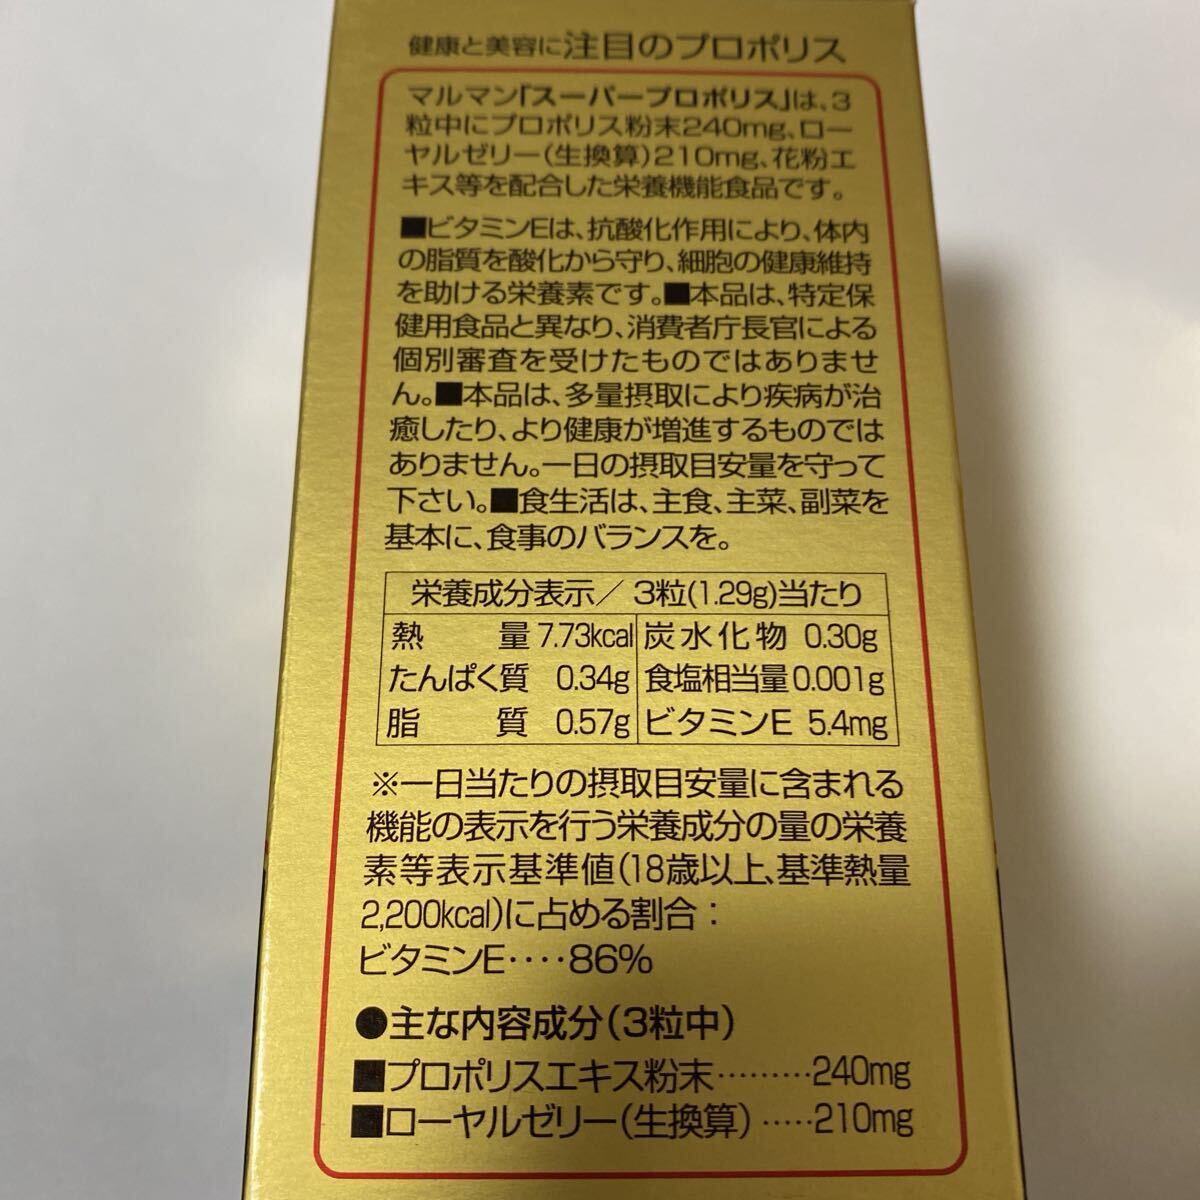 健康と美容に注目のプロポリス
マルマン「スーパープロポリス」は、3
粒中にプロポリス粉末240mg、ロー
ヤルゼリー(生換算)210mg、花粉エ
キス等を配合した栄養機能食品です。
■ビタミンEは、抗酸化作用により、体内
の脂質を酸化から守り、細胞の健康維持
を助ける栄養素です。■本品は、特定保
健用食品と異なり、消費者庁長官による
個別審査を受けたものではありませ
ん。■本品は、多量摂取により疾病が治
癒したり、より健康が増進するものでは
ありません。一日の摂取目安量を守って
下さい。■食生活は、主食、主菜、副菜を
基本に、食事のバランスを。
栄養成分表示/3粒(1.29g)当たり
熱量 7.73kcal 炭水化物 0.30g
たんぱく質 0.34g 食塩相当量 0.001g
脂質 0.57g ビタミンE 5.4mg
※一日当たりの摂取目安量に含まれる
機能の表示を行う栄養成分の量の栄養
素等表示基準値(18歳以上、基準熱量
2,200kcal)に占める割合:
ビタミンE‥‥86%
●主な内容成分(3粒中)
■プロポリスエキス粉末………240mg
■ローヤルゼリー(生換算)……210mg